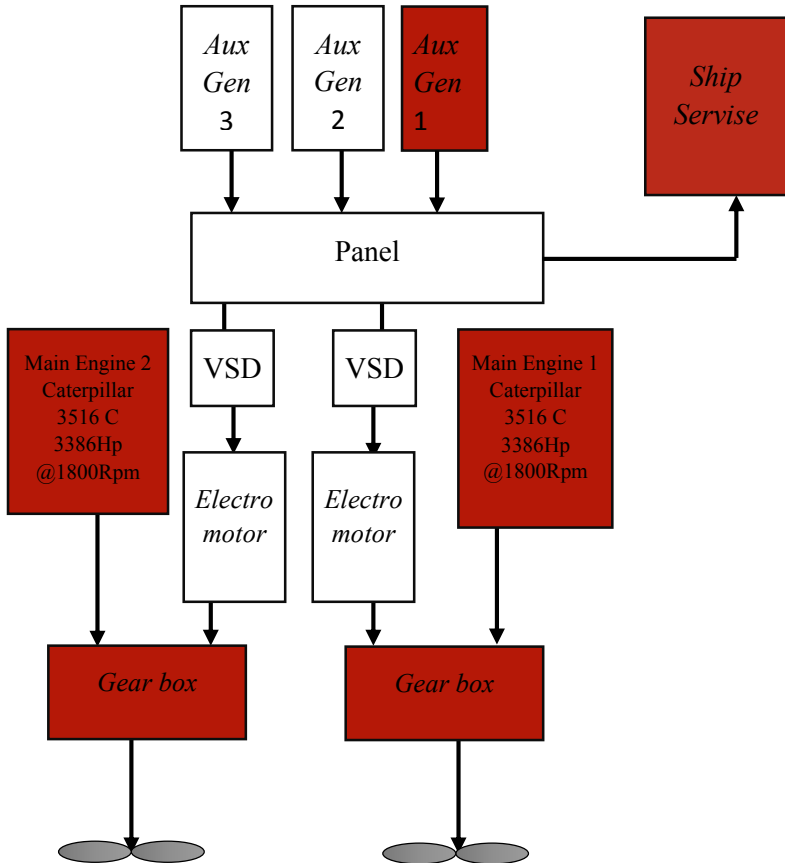 Aux
Gen
3
Aux
Gen
2
Aux
Gen
1
Ship
Servise
Panel
Main Engine 2
Caterpillar
3516 C
3386Hp
@1800Rpm
VSD
VSD
Main Engine 1
Caterpillar
3516 C
3386Hp
@1800Rpm
Electro
motor
Electro
motor
Gear box
Gear box